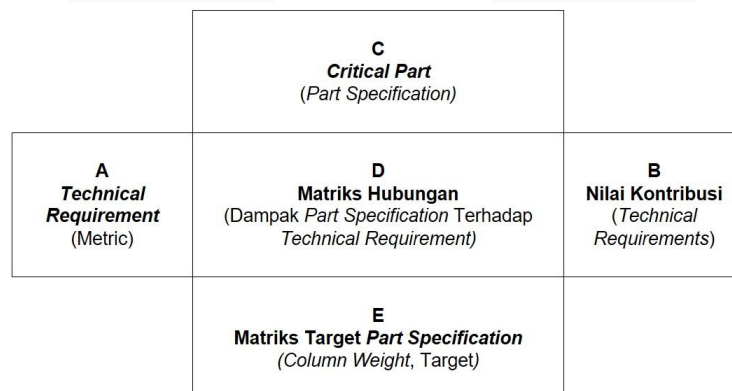 C
Critical Part
(Part Specification)
A
Technical
Requirement
(Metric)
D
Matriks Hubungan
(Dampak Part Specification Terhadap
Technical Requirement)
B
Nilai Kontribusi
(Technical
Requirements)
E
Matriks Target Part Specification
(Column Weight, Target)